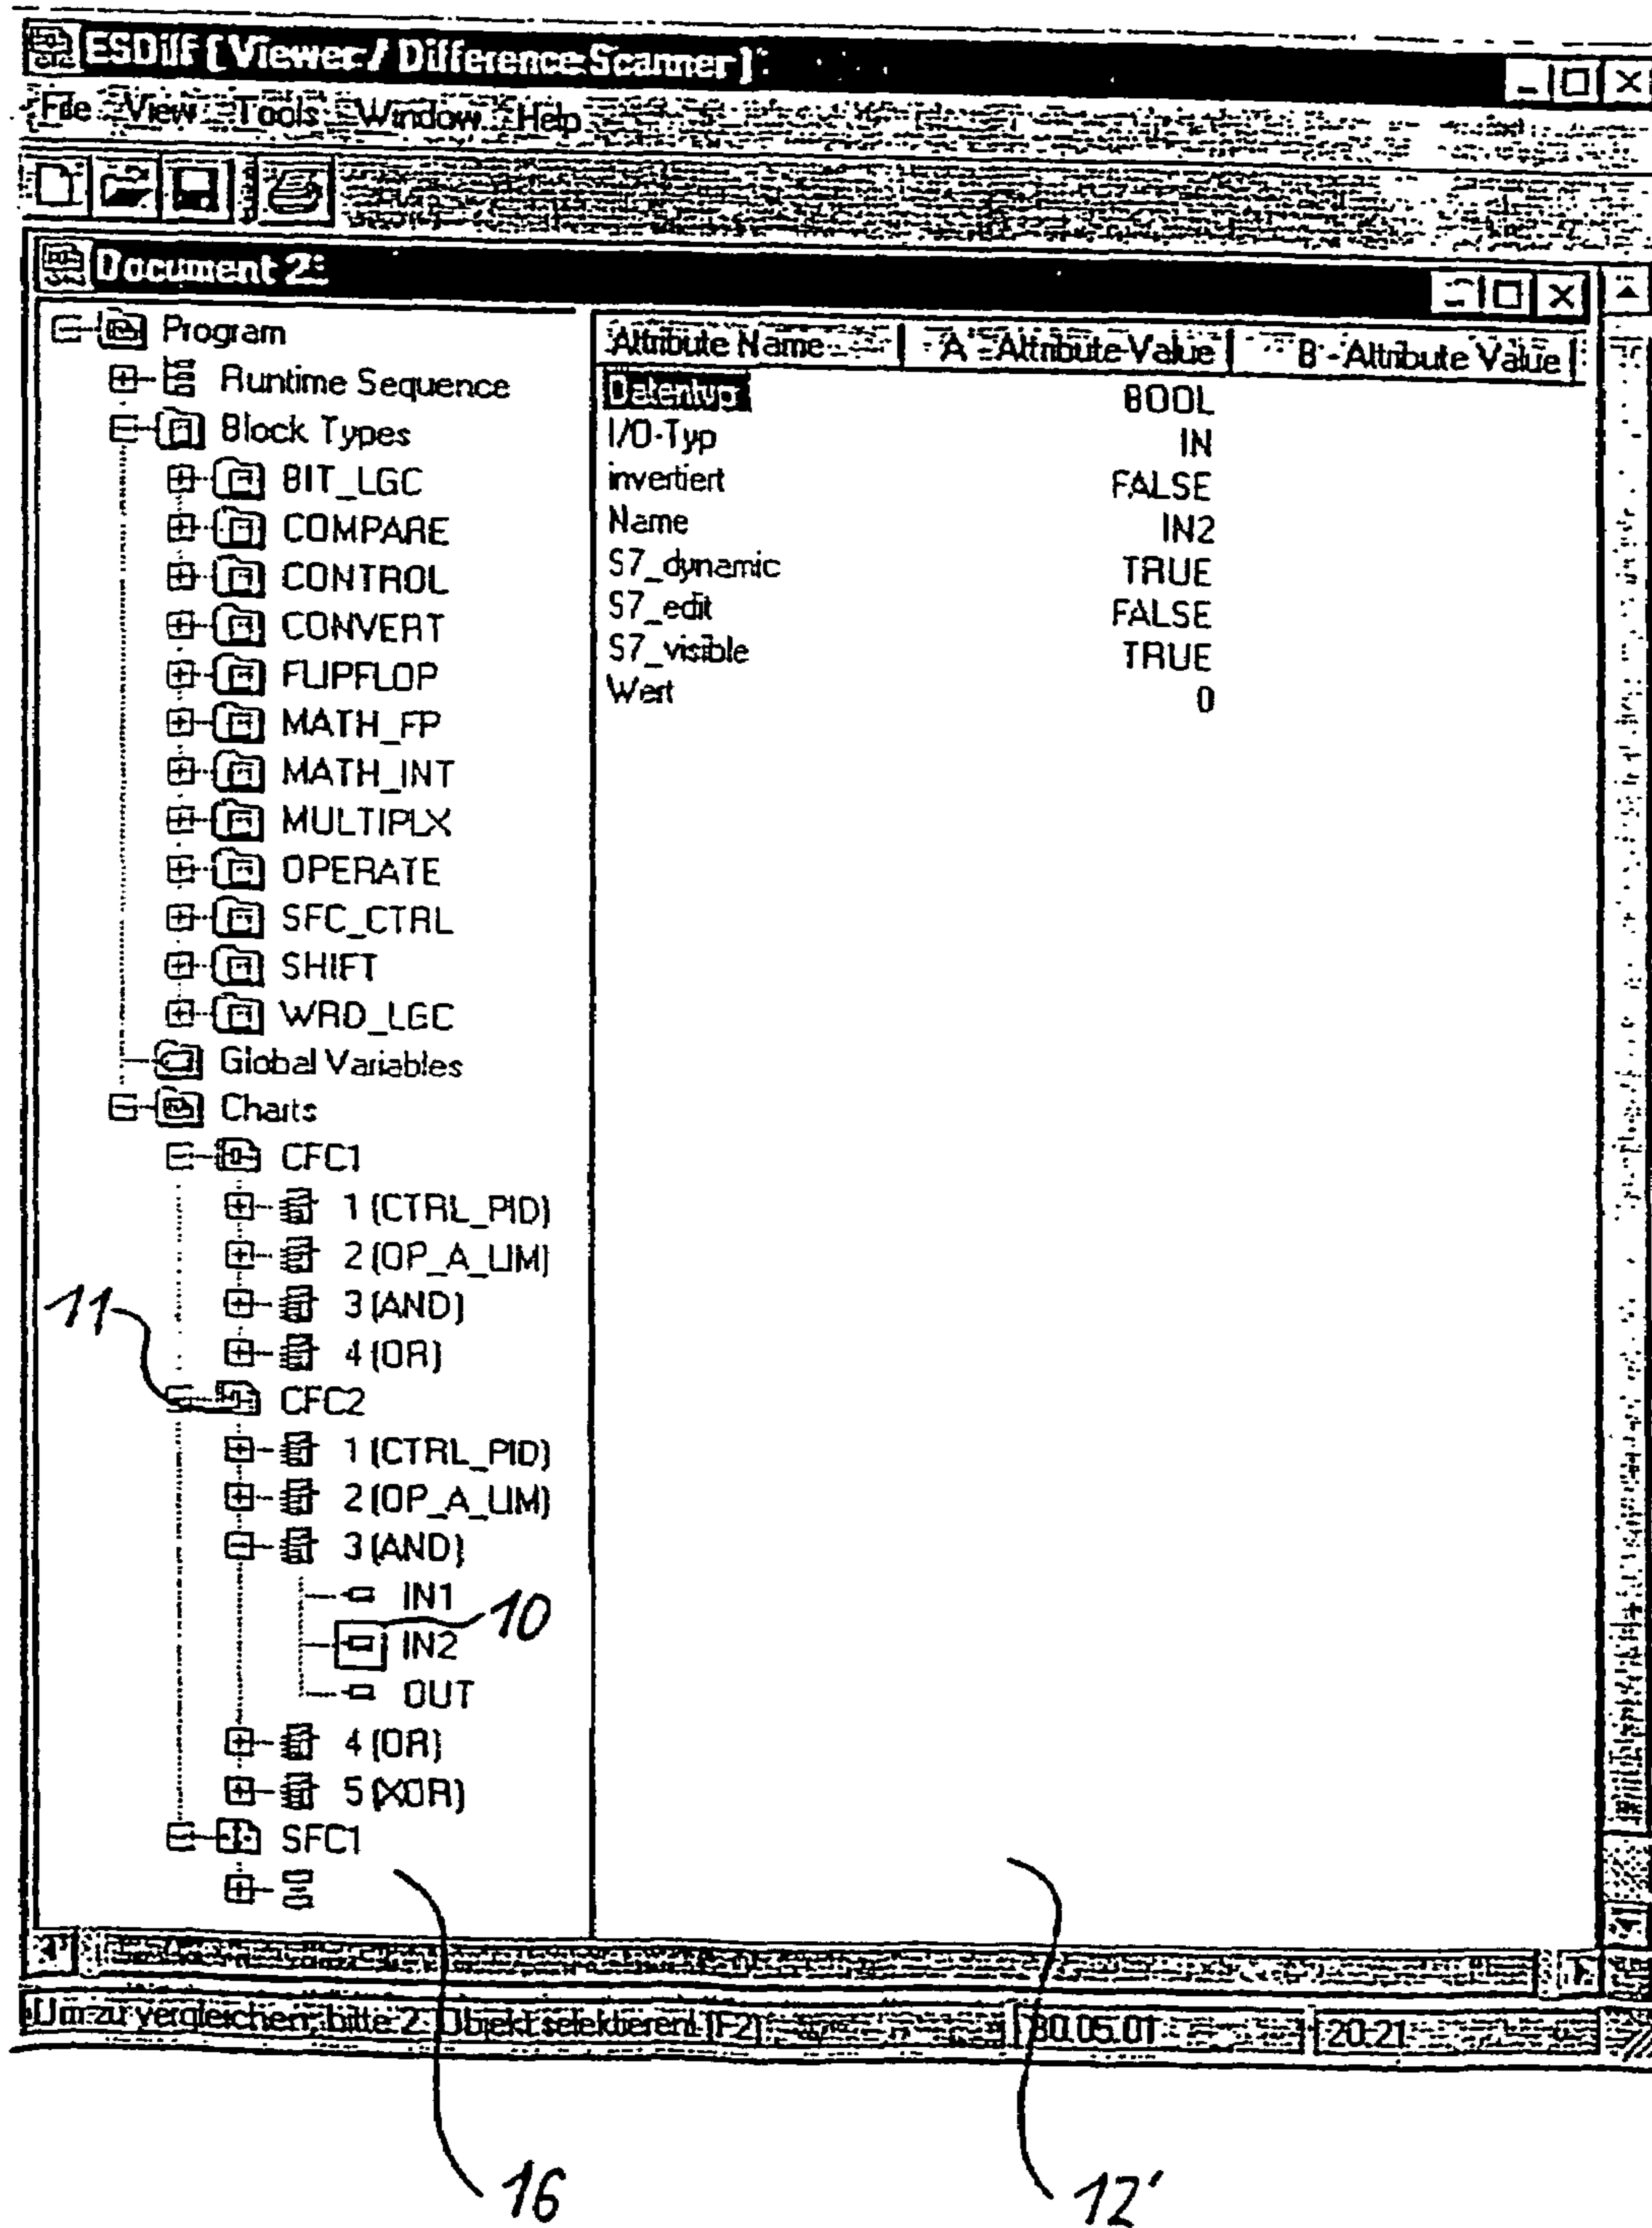 ESDiff [Viewer / Difference Scanner]
File View Tools Window Help
Document 2:
Program
Runtime Sequence
Block Types
BIT_LGC
COMPARE
CONTROL
CONVERT
FLIPFLOP
MATH_FP
MATH_INT
MULTIPLX
OPERATE
SFC_CTRL
SHIFT
WRD_LGC
Global Variables
Charts
CFC1
1 (CTRL_PID)
2 (OP_A_LIM)
3 (AND)
4 (OR)
11
CFC2
1 (CTRL_PID)
2 (OP_A_LIM)
3 (AND)
IN1
10
IN2
OUT
4 (OR)
5 (XOR)
SFC1
Attribute Name A - Attribute Value B - Attribute Value
Datentyp BOOL
I/O-Typ IN
invertiert FALSE
Name IN2
S7_dynamic TRUE
S7_edit FALSE
S7_visible TRUE
Wert 0
Um zu vergleichen, bitte 2. Objekt selektieren! [F2] 30.05.01 20:21
16 12'